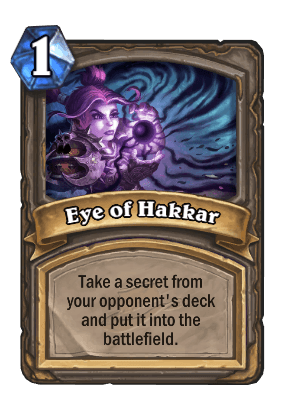 1
Eye of Hakkar
Take a secret from
your opponent's deck
and put it into the
battlefield.